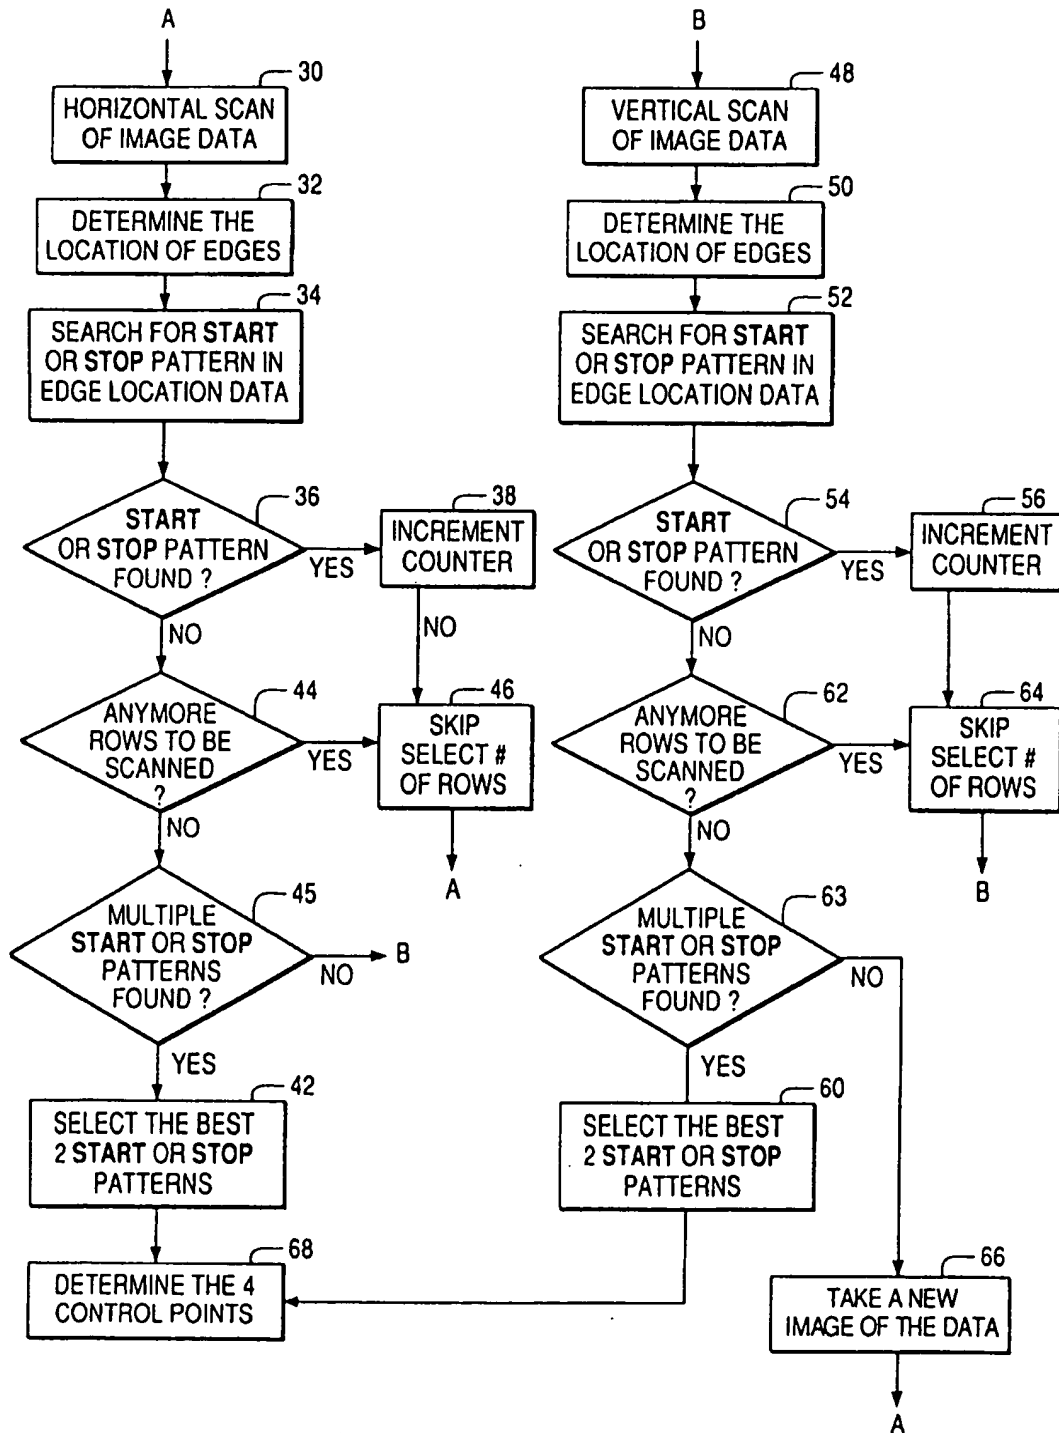 A
30
HORIZONTAL SCAN
OF IMAGE DATA
32
DETERMINE THE
LOCATION OF EDGES
34
SEARCH FOR START
OR STOP PATTERN IN
EDGE LOCATION DATA
36
START
OR STOP PATTERN
FOUND ?
YES
38
INCREMENT
COUNTER
NO
NO
44
ANYMORE
ROWS TO BE
SCANNED
?
YES
46
SKIP
SELECT #
OF ROWS
A
NO
45
MULTIPLE
START OR STOP
PATTERNS
FOUND ?
NO
B
YES
42
SELECT THE BEST
2 START OR STOP
PATTERNS
68
DETERMINE THE 4
CONTROL POINTS
B
48
VERTICAL SCAN
OF IMAGE DATA
50
DETERMINE THE
LOCATION OF EDGES
52
SEARCH FOR START
OR STOP PATTERN IN
EDGE LOCATION DATA
54
START
OR STOP PATTERN
FOUND ?
YES
56
INCREMENT
COUNTER
NO
62
ANYMORE
ROWS TO BE
SCANNED
?
YES
64
SKIP
SELECT #
OF ROWS
B
NO
63
MULTIPLE
START OR STOP
PATTERNS
FOUND ?
NO
YES
60
SELECT THE BEST
2 START OR STOP
PATTERNS
66
TAKE A NEW
IMAGE OF THE DATA
A